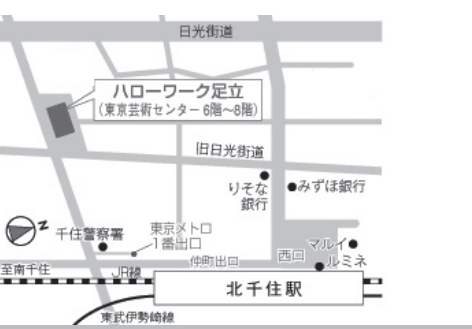 日光街道
ハローワーク足立
(東京芸術センター 6階～8階)
旧日光街道
りそな
銀行
みずほ銀行
Z
千住警察署
東京メトロ
1番出口
マルイ
西口
ルミネ
仲町出口
至南千住
JR線
北千住駅
東武伊勢崎線